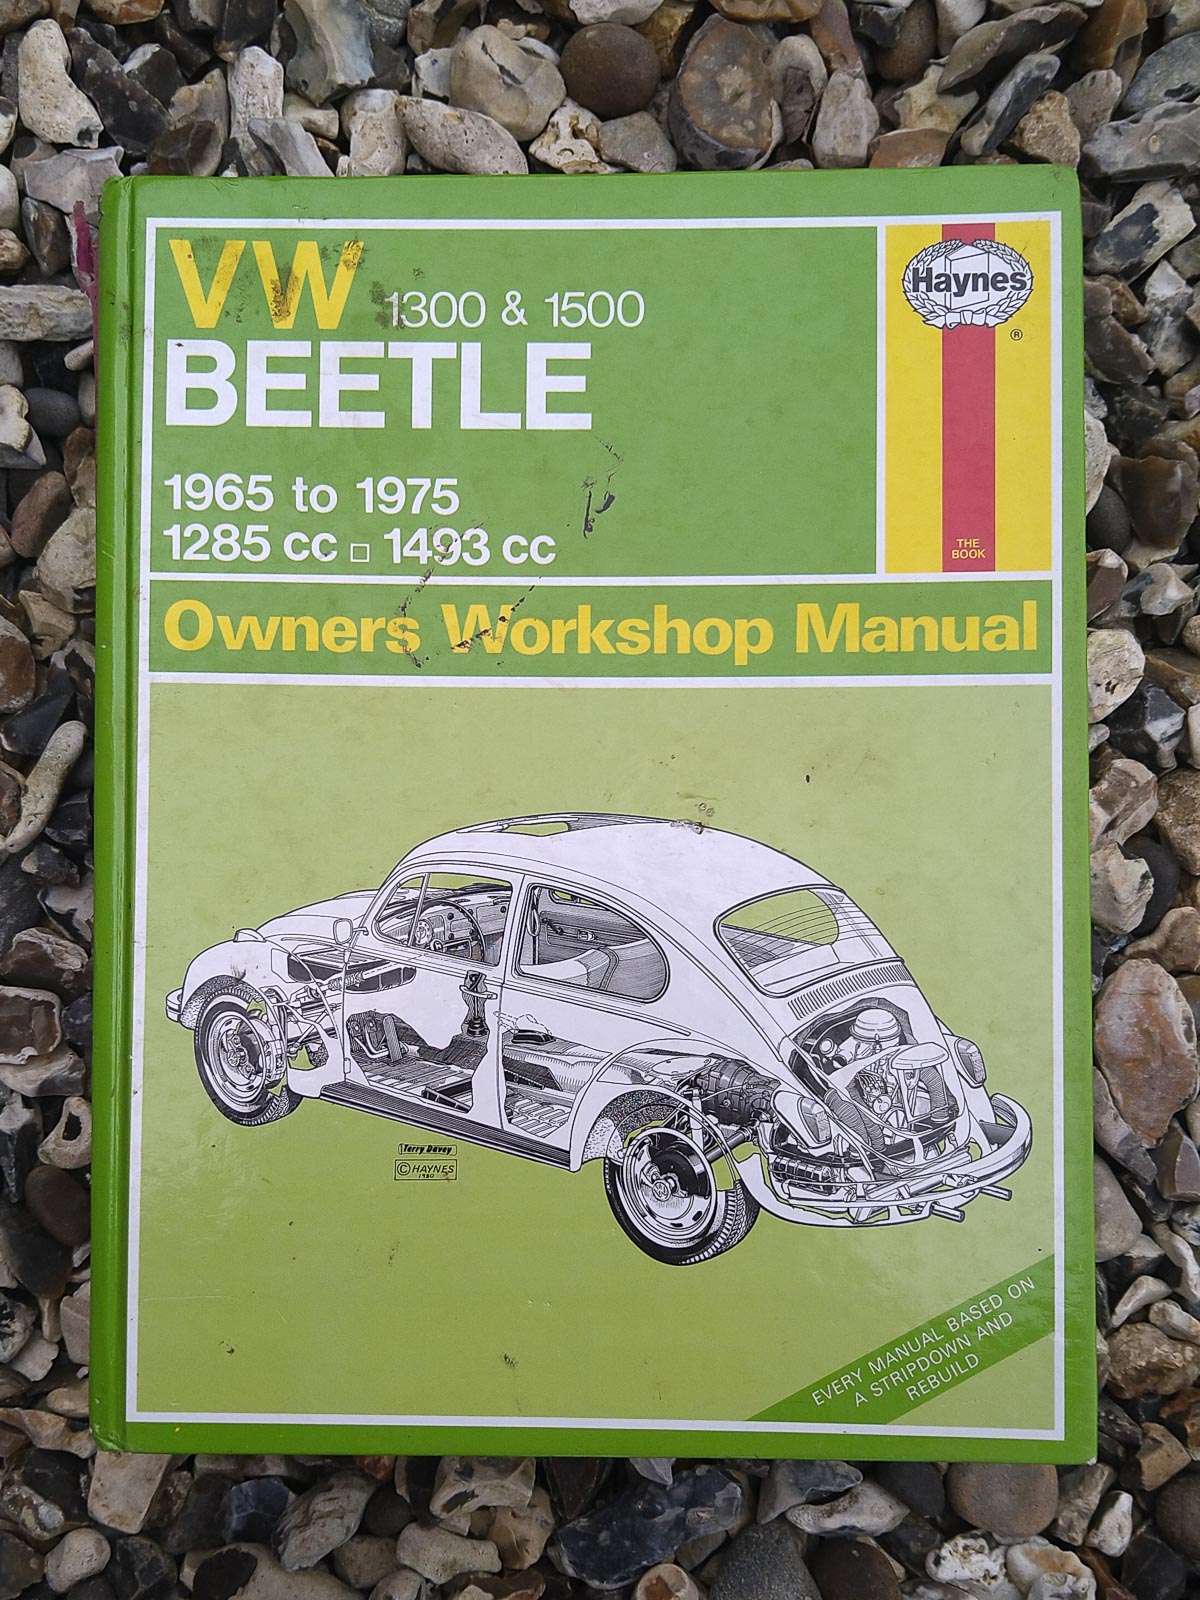 VW 1300 & 1500
BEETLE
Haynes
®
1965 to 1975
1285 cc □ 1493 cc
THE
BOOK
Owners Workshop Manual
Terry Davey
© HAYNES
1980
EVERY MANUAL BASED ON
A STRIPDOWN AND
REBUILD